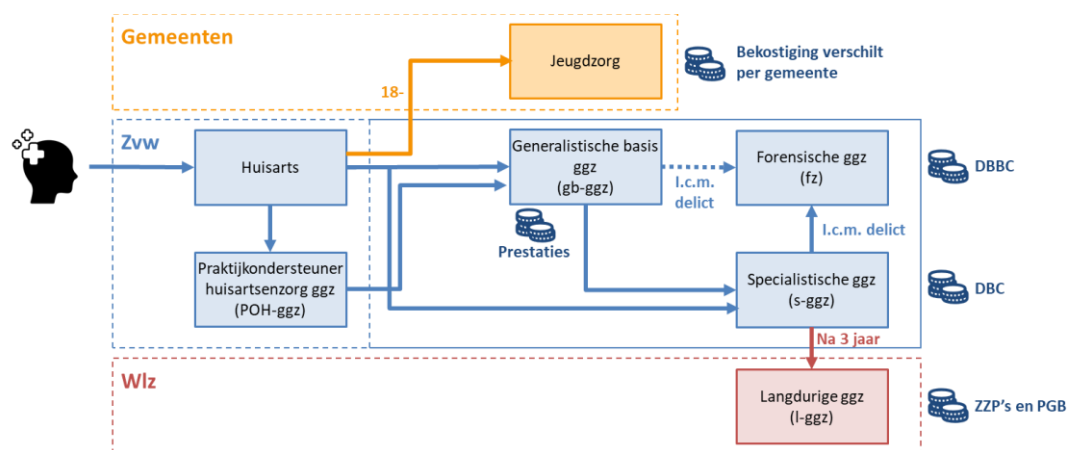 Gemeenten
Jeugdzorg
Bekostiging verschilt
per gemeente
18-
Zvw
Huisarts
Generalistische basis
ggz
(gb-ggz)
I.c.m.
delict
Forensische ggz
(fz)
DBBC
Prestaties
I.c.m. delict
Praktijkondersteuner
huisartsenzorg ggz
(POH-ggz)
Specialistische ggz
(s-ggz)
DBC
Na 3 jaar
Wlz
Langdurige ggz
(l-ggz)
ZZP's en PGB